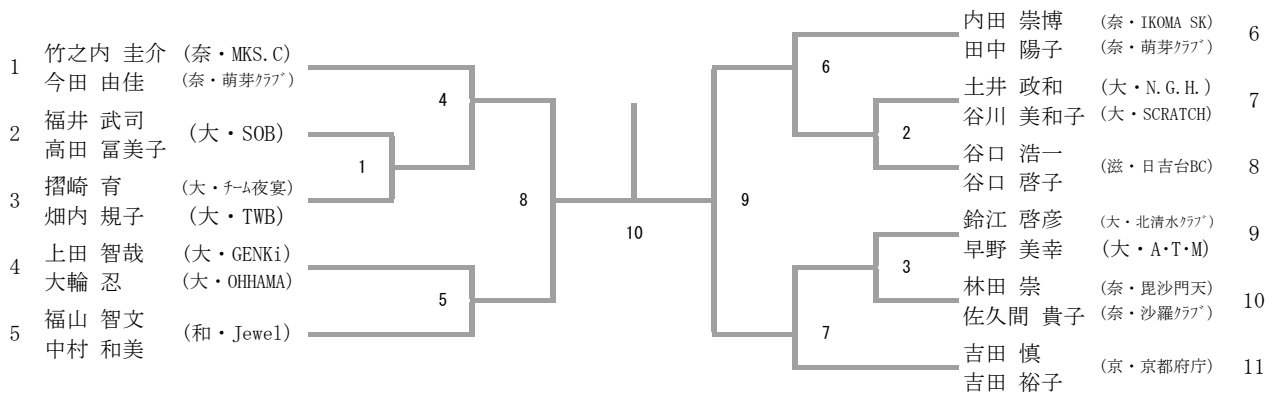 1
竹之内 圭介 (奈・MKS.C)
今田 由佳 (奈・萌芽ｸﾗﾌﾞ)
2
福井 武司
高田 冨美子
(大・SOB)
3
摺崎 育 (大・ﾁｰﾑ夜宴)
畑内 規子 (大・TWB)
4
上田 智哉 (大・GENKi)
大輪 忍 (大・OHHAMA)
5
福山 智文
中村 和美
(和・Jewel)
4
1
8
5
10
9
6
2
3
7
内田 崇博 (奈・IKOMA SK)
田中 陽子 (奈・萌芽ｸﾗﾌﾞ)
6
土井 政和 (大・N.G.H.)
谷川 美和子 (大・SCRATCH)
7
谷口 浩一
谷口 啓子
(滋・日吉台BC)
8
鈴江 啓彦 (大・北清水ｸﾗﾌﾞ)
早野 美幸 (大・A・T・M)
9
林田 崇 (奈・毘沙門天)
佐久間 貴子 (奈・沙羅ｸﾗﾌﾞ)
10
吉田 慎
吉田 裕子
(京・京都府庁)
11